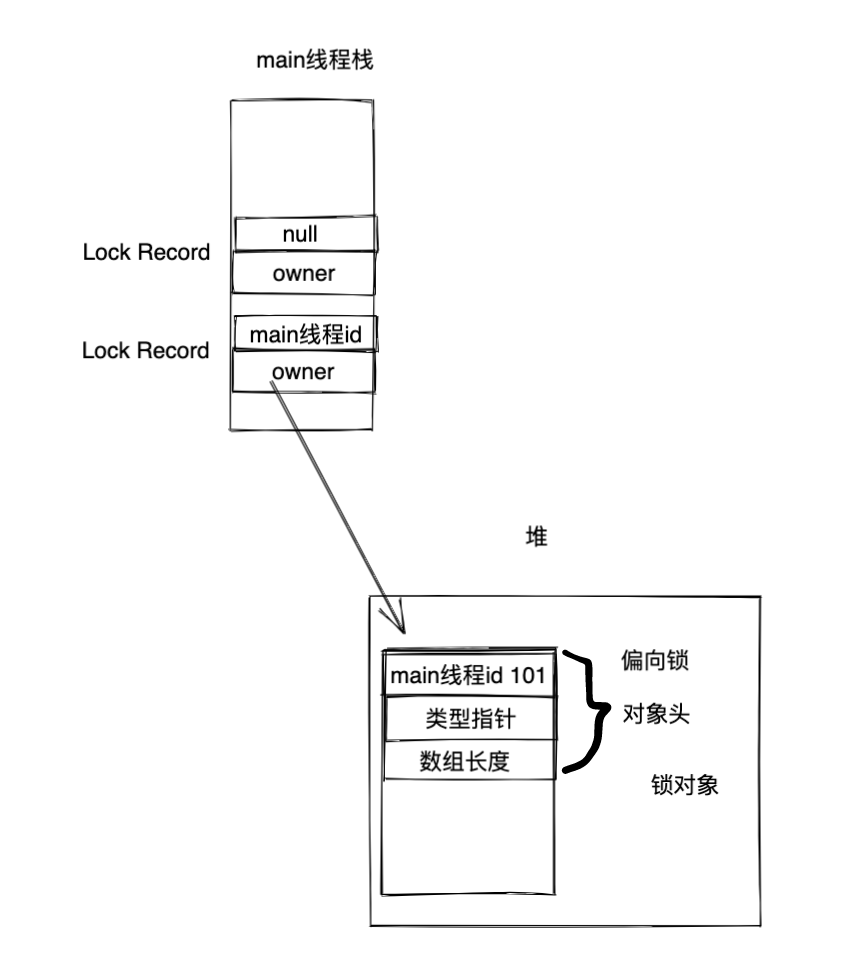 main线程栈
null
Lock Record
owner
main线程id
Lock Record
owner
堆
main线程id 101
偏向锁
类型指针
对象头
数组长度
锁对象